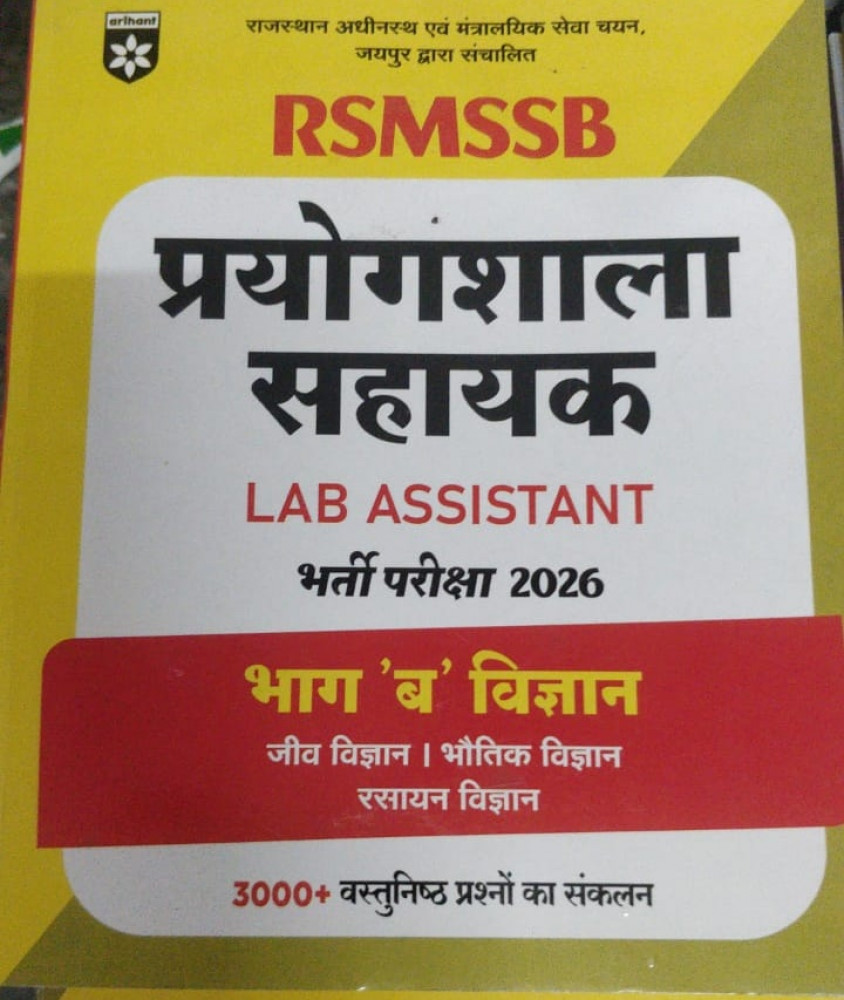 arihant
राजस्थान अधीनस्थ एवं मंत्रालयिक सेवा चयन,
जयपुर द्वारा संचालित
RSMSSB
प्रयोगशाला
सहायक
LAB ASSISTANT
भर्ती परीक्षा 2026
भाग 'ब' विज्ञान
जीव विज्ञान | भौतिक विज्ञान
रसायन विज्ञान
3000+ वस्तुनिष्ठ प्रश्नों का संकलन